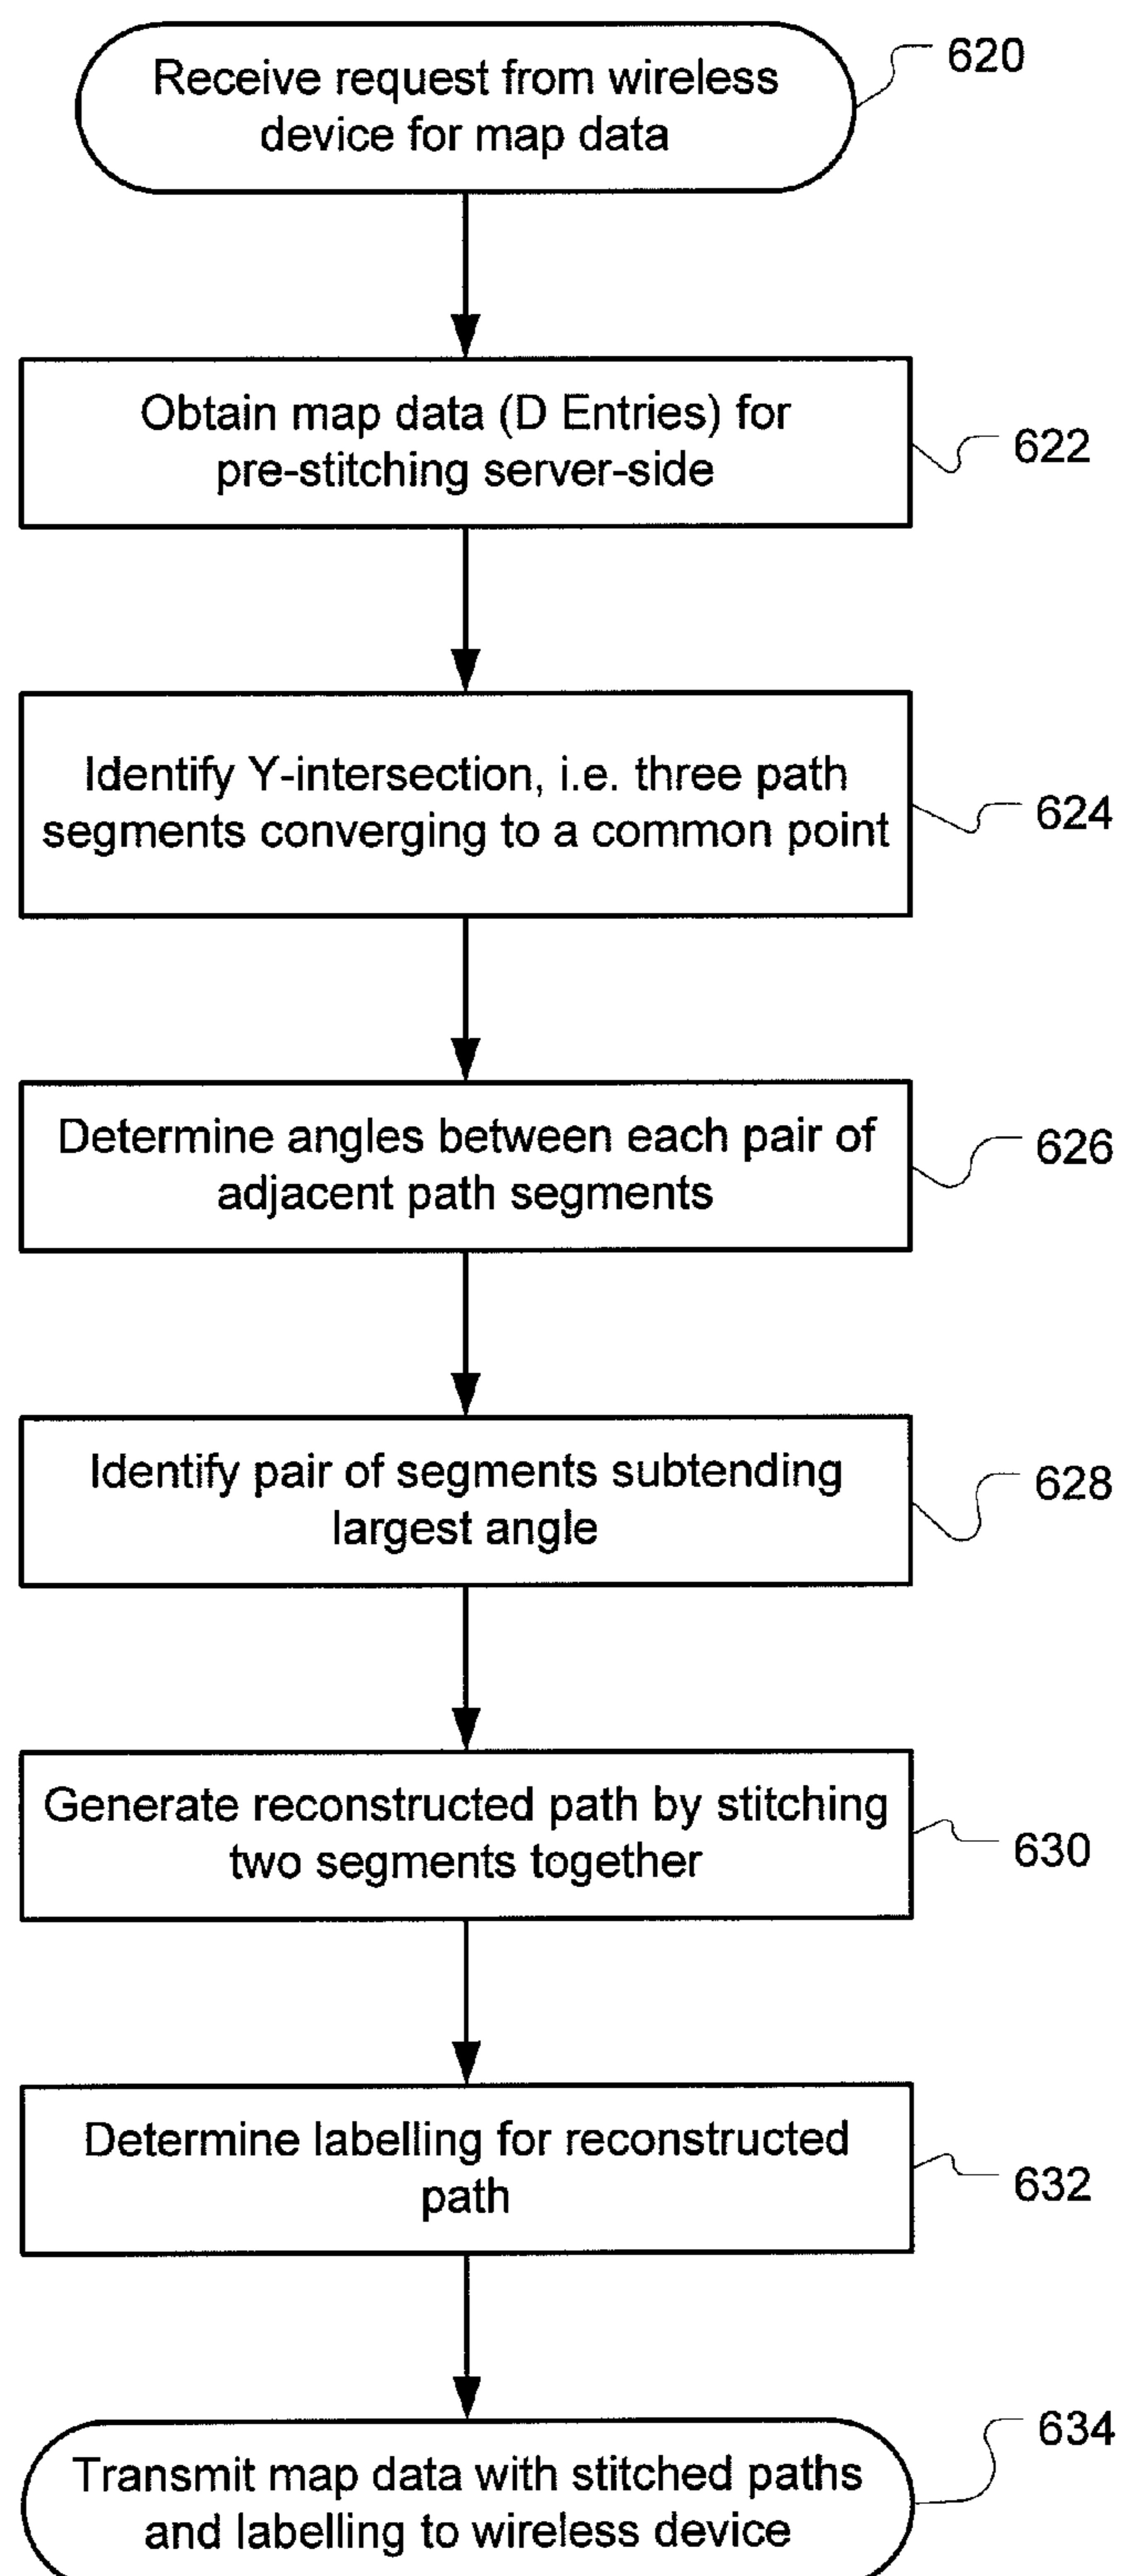 Receive request from wireless
device for map data
620
Obtain map data (D Entries) for
pre-stitching server-side
622
Identify Y-intersection, i.e. three path
segments converging to a common point
624
Determine angles between each pair of
adjacent path segments
626
Identify pair of segments subtending
largest angle
628
Generate reconstructed path by stitching
two segments together
630
Determine labelling for reconstructed
path
632
Transmit map data with stitched paths
and labelling to wireless device
634